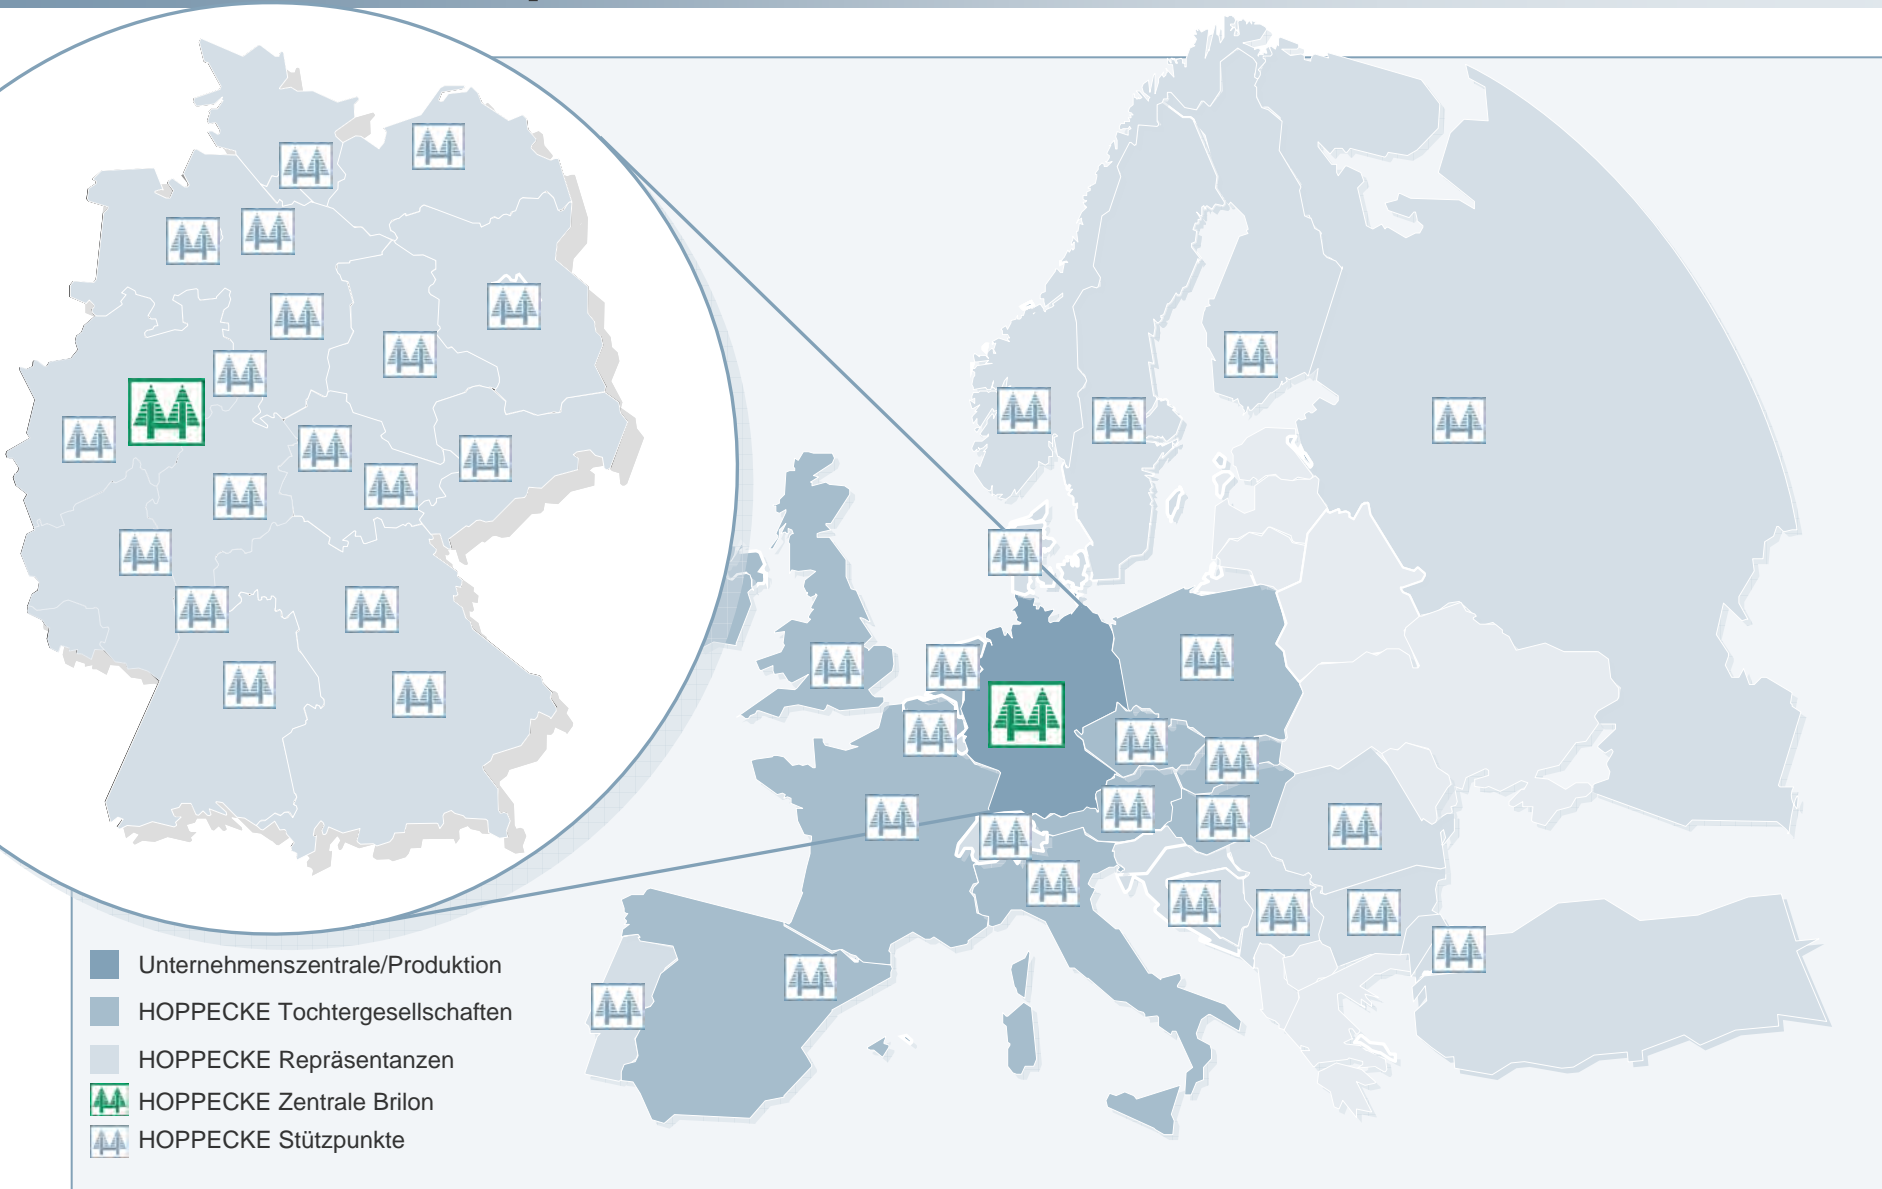 Unternehmenszentrale/Produktion
HOPPECKE Tochtergesellschaften
HOPPECKE Repräsentanzen
HOPPECKE Zentrale Brilon
HOPPECKE Stützpunkte